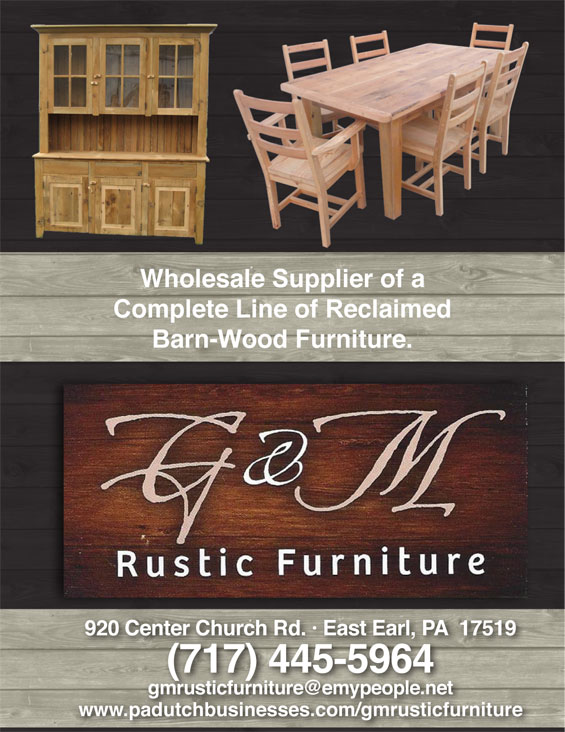 Wholesale Supplier of a
Complete Line of Reclaimed
Barn-Wood Furniture.
G & M
Rustic Furniture
920 Center Church Rd. · East Earl, PA 17519
(717) 445-5964
gmrusticfurniture@emypeople.net
www.padutchbusinesses.com/gmrusticfurniture